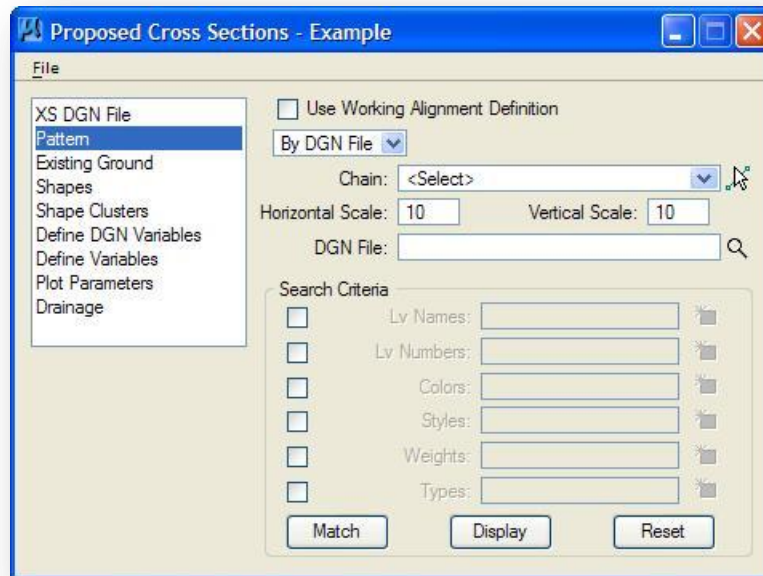 Proposed Cross Sections - Example
File
XS DGN File
Pattern
Existing Ground
Shapes
Shape Clusters
Define DGN Variables
Define Variables
Plot Parameters
Drainage
Use Working Alignment Definition
By DGN File
Chain: <Select>
Horizontal Scale: 10 Vertical Scale: 10
DGN File:
Search Criteria
Lv Names:
Lv Numbers:
Colors:
Styles:
Weights:
Types:
Match Display Reset